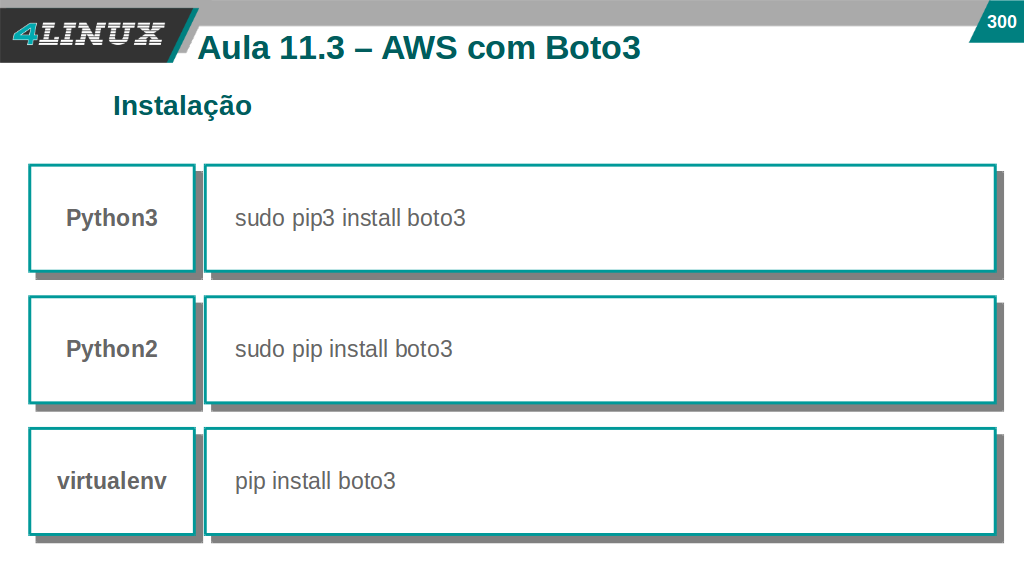 4LINUX
300
Aula 11.3 – AWS com Boto3
Instalação
Python3
sudo pip3 install boto3
Python2
sudo pip install boto3
virtualenv
pip install boto3